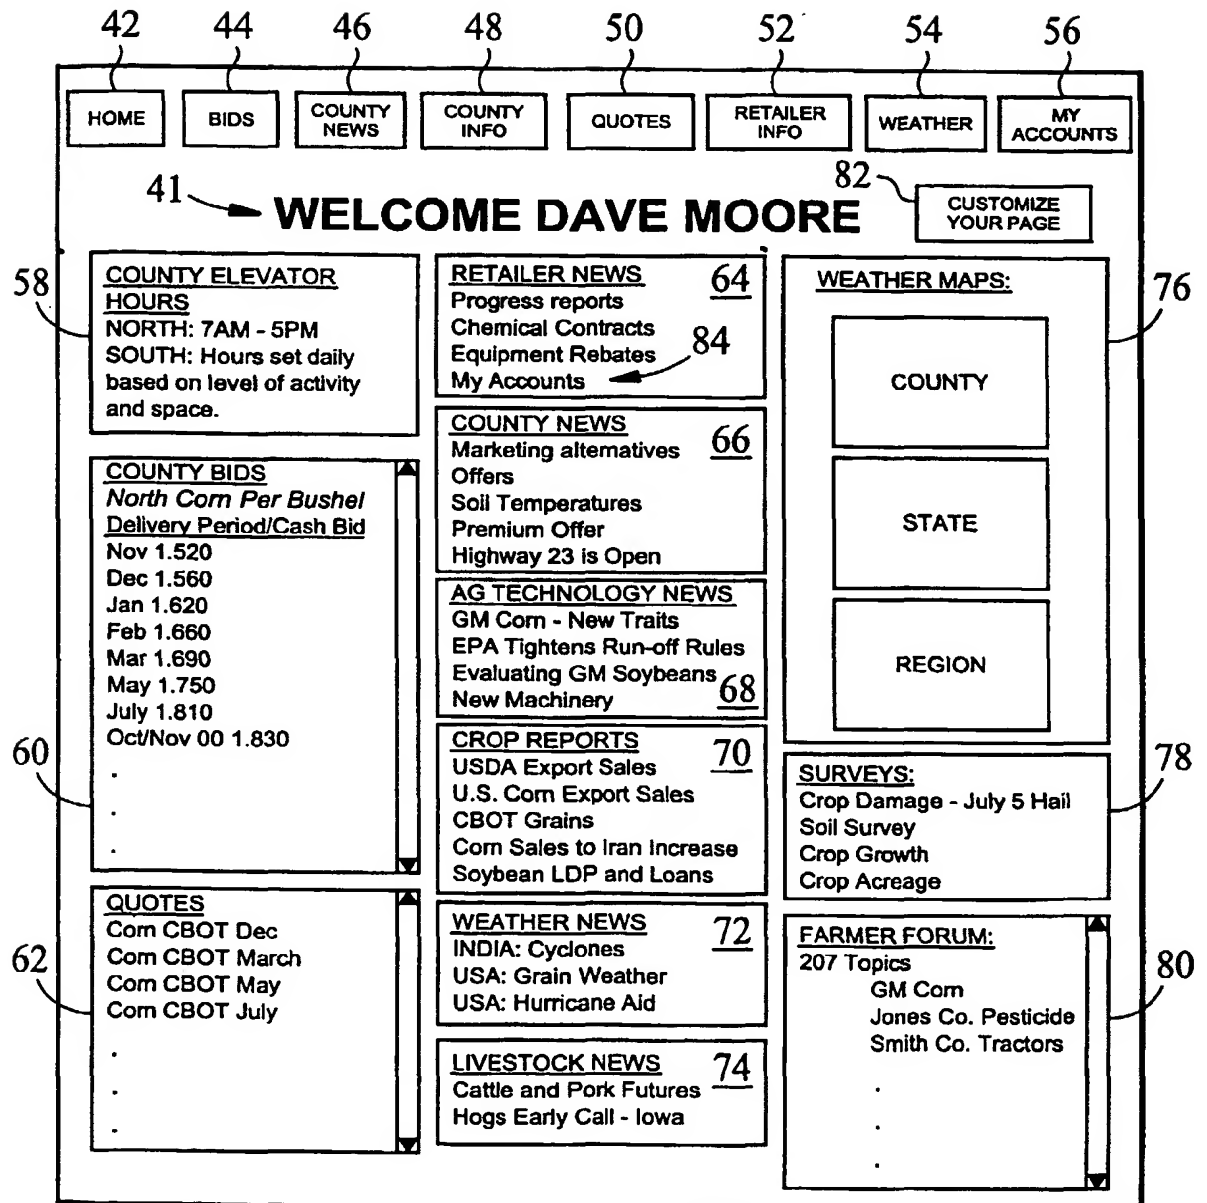 42 44 46 48 50 52 54 56
HOME BIDS COUNTY NEWS COUNTY INFO QUOTES RETAILER INFO WEATHER MY ACCOUNTS
41
WELCOME DAVE MOORE
82
CUSTOMIZE
YOUR PAGE
58
COUNTY ELEVATOR
HOURS
NORTH: 7AM - 5PM
SOUTH: Hours set daily
based on level of activity
and space.
60
COUNTY BIDS
North Corn Per Bushel
Delivery Period/Cash Bid
Nov 1.520
Dec 1.560
Jan 1.620
Feb 1.660
Mar 1.690
May 1.750
July 1.810
Oct/Nov 00 1.830
.
.
.
62
QUOTES
Corn CBOT Dec
Corn CBOT March
Corn CBOT May
Corn CBOT July
.
.
.
RETAILER NEWS 64
Progress reports
Chemical Contracts
Equipment Rebates 84
My Accounts
COUNTY NEWS 66
Marketing alternatives
Offers
Soil Temperatures
Premium Offer
Highway 23 is Open
AG TECHNOLOGY NEWS
GM Corn - New Traits
EPA Tightens Run-off Rules
Evaluating GM Soybeans
New Machinery 68
CROP REPORTS 70
USDA Export Sales
U.S. Corn Export Sales
CBOT Grains
Corn Sales to Iran Increase
Soybean LDP and Loans
WEATHER NEWS 72
INDIA: Cyclones
USA: Grain Weather
USA: Hurricane Aid
LIVESTOCK NEWS 74
Cattle and Pork Futures
Hogs Early Call - Iowa
WEATHER MAPS: 76
COUNTY
STATE
REGION
78
SURVEYS:
Crop Damage - July 5 Hail
Soil Survey
Crop Growth
Crop Acreage
80
FARMER FORUM:
207 Topics
GM Corn
Jones Co. Pesticide
Smith Co. Tractors
.
.
.